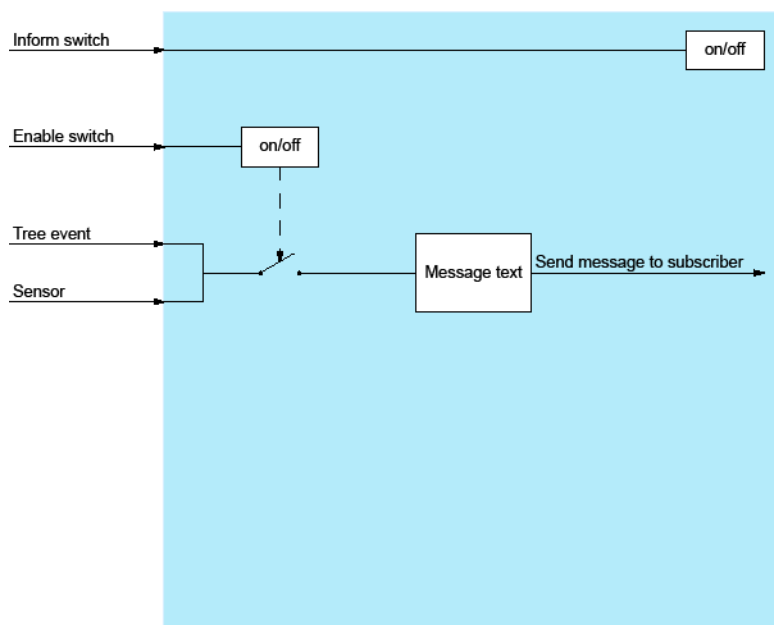 Inform switch
on/off
Enable switch
on/off
Tree event
Sensor
Message text
Send message to subscriber